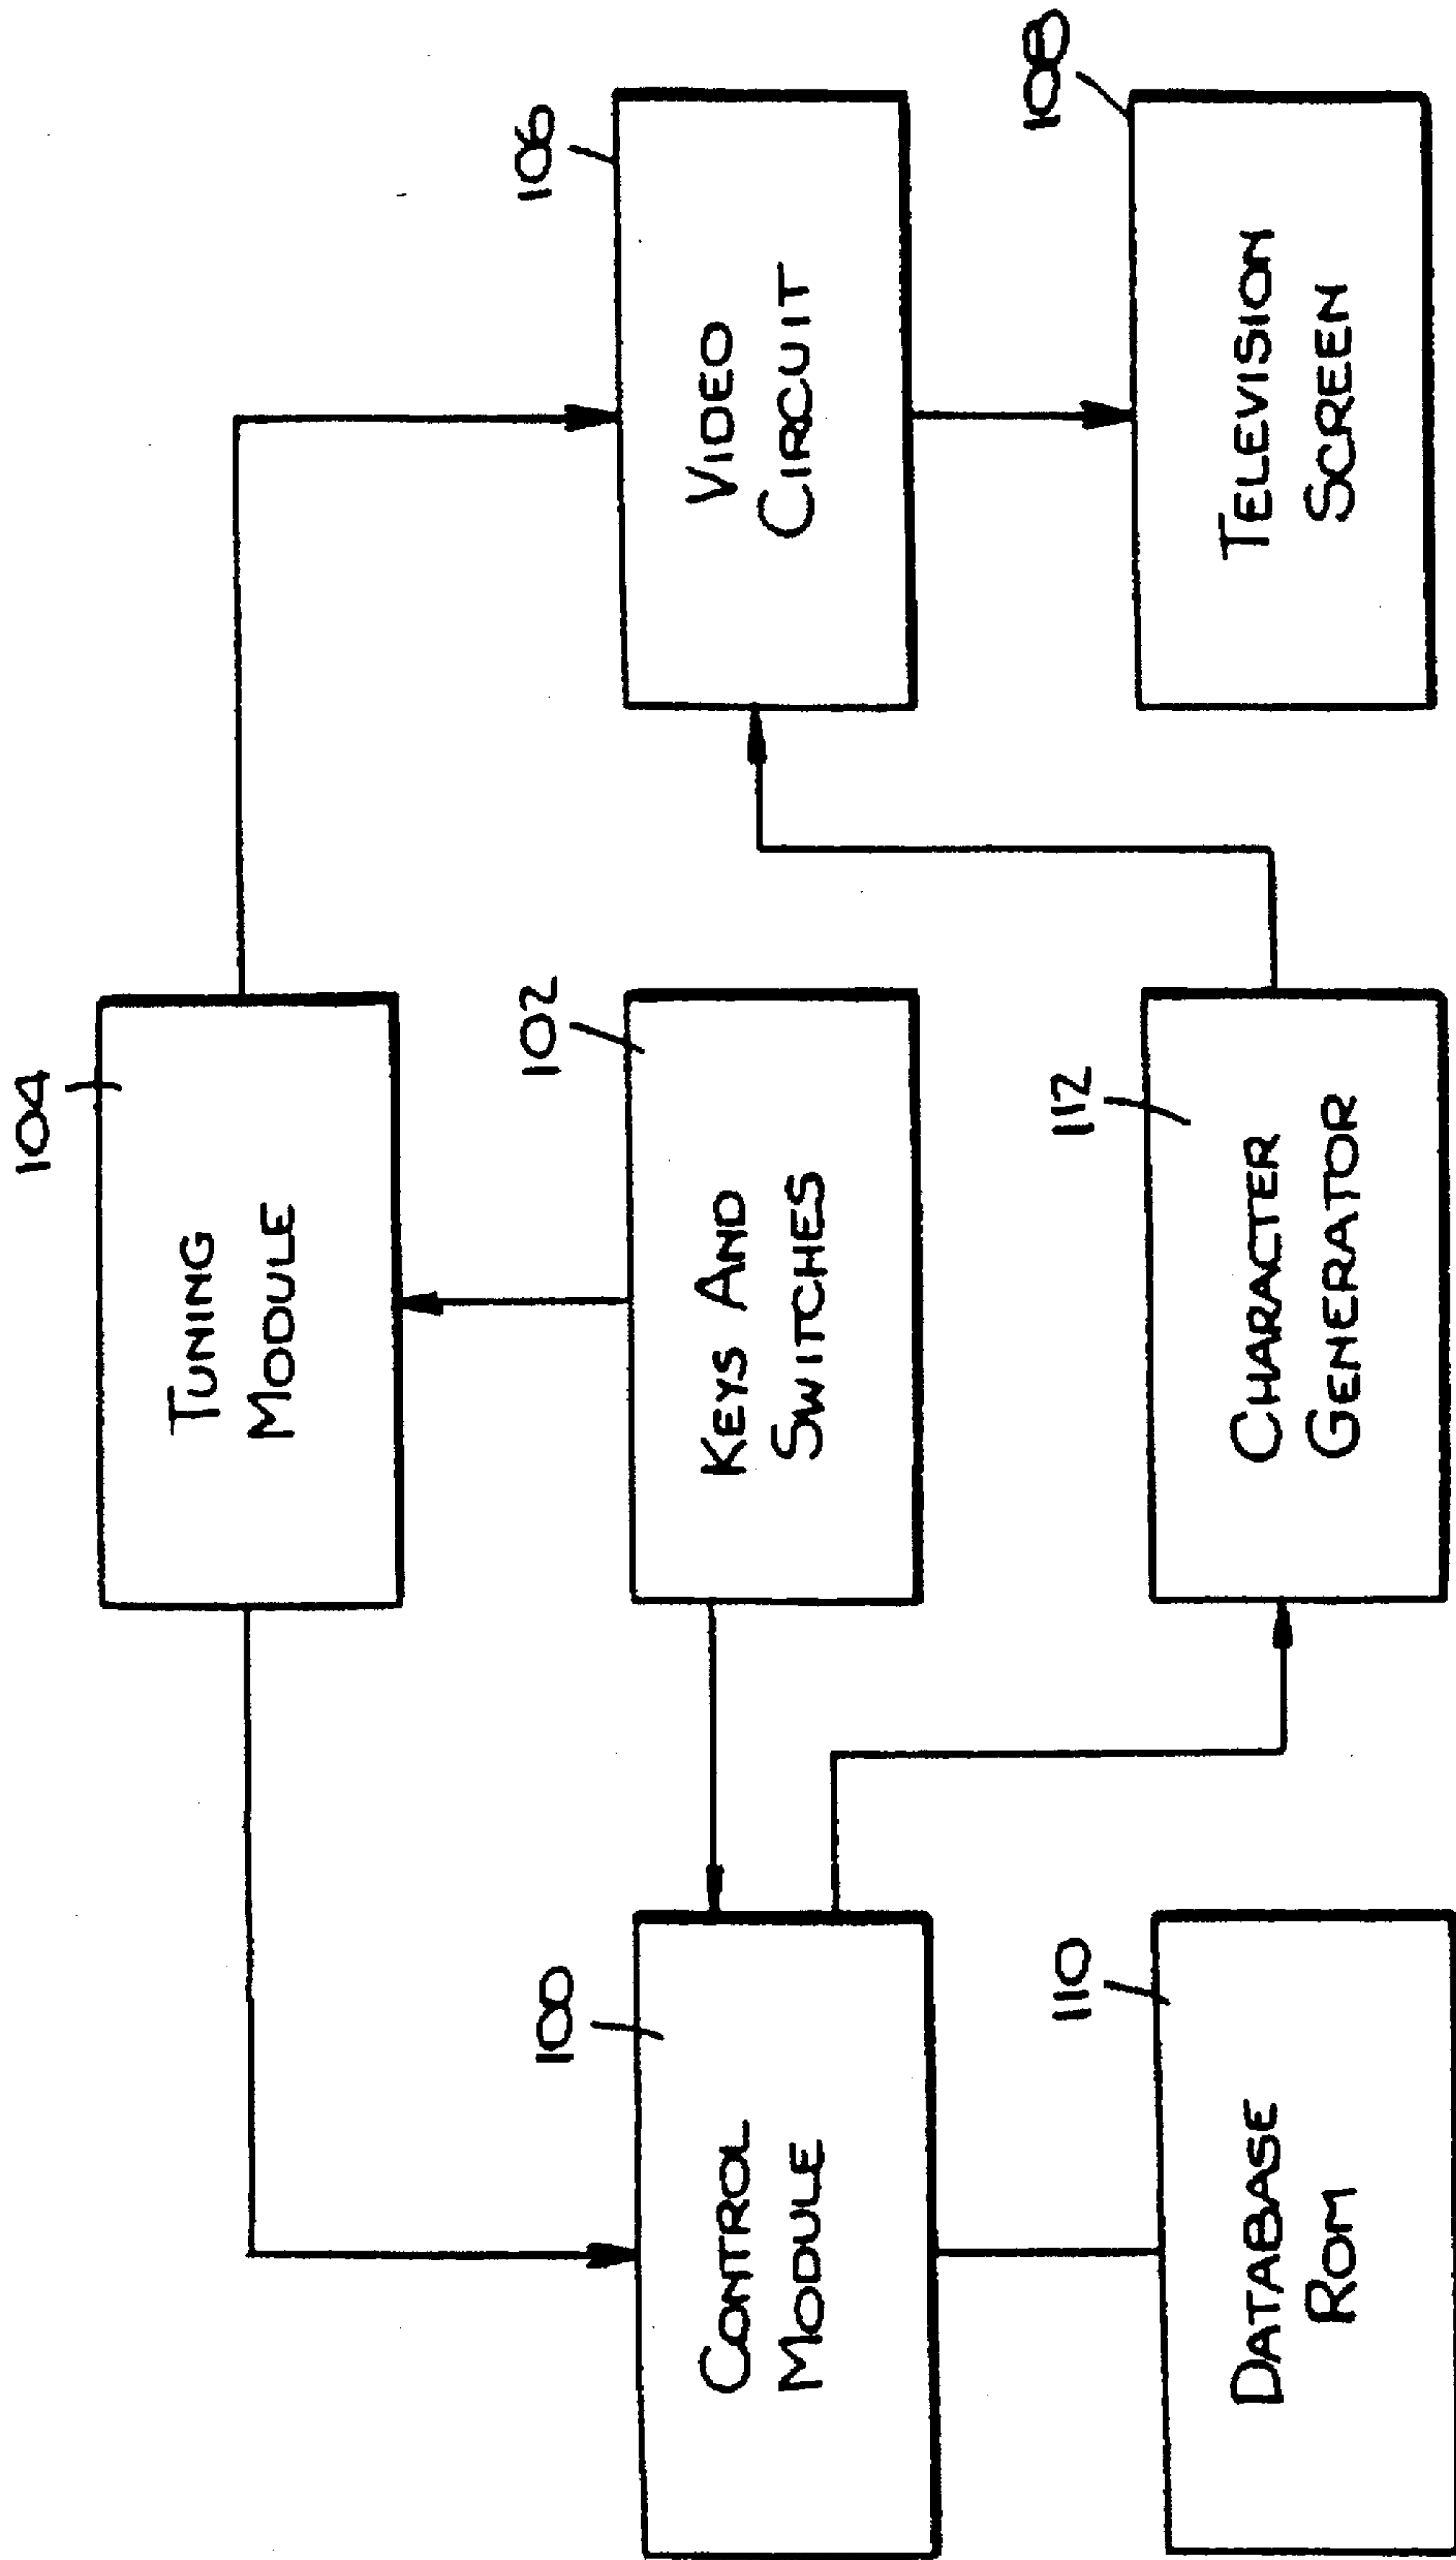 104
TUNING
MODULE
100
CONTROL
MODULE
102
KEYS AND
SWITCHES
106
VIDEO
CIRCUIT
110
DATABASE
ROM
112
CHARACTER
GENERATOR
108
TELEVISION
SCREEN